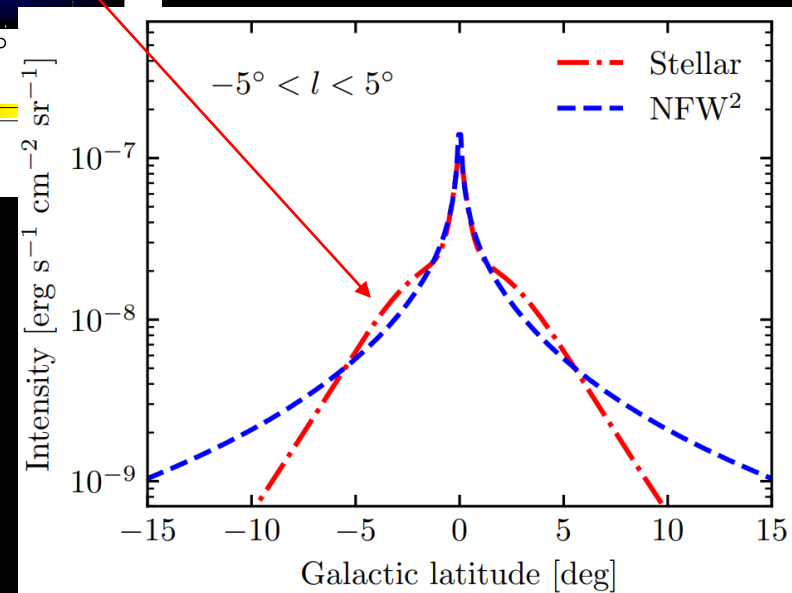 −5° < l < 5°
Stellar
NFW²
Intensity [erg s⁻¹ cm⁻² sr⁻¹]
10⁻⁷
10⁻⁸
10⁻⁹
−15 −10 −5 0 5 10 15
Galactic latitude [deg]